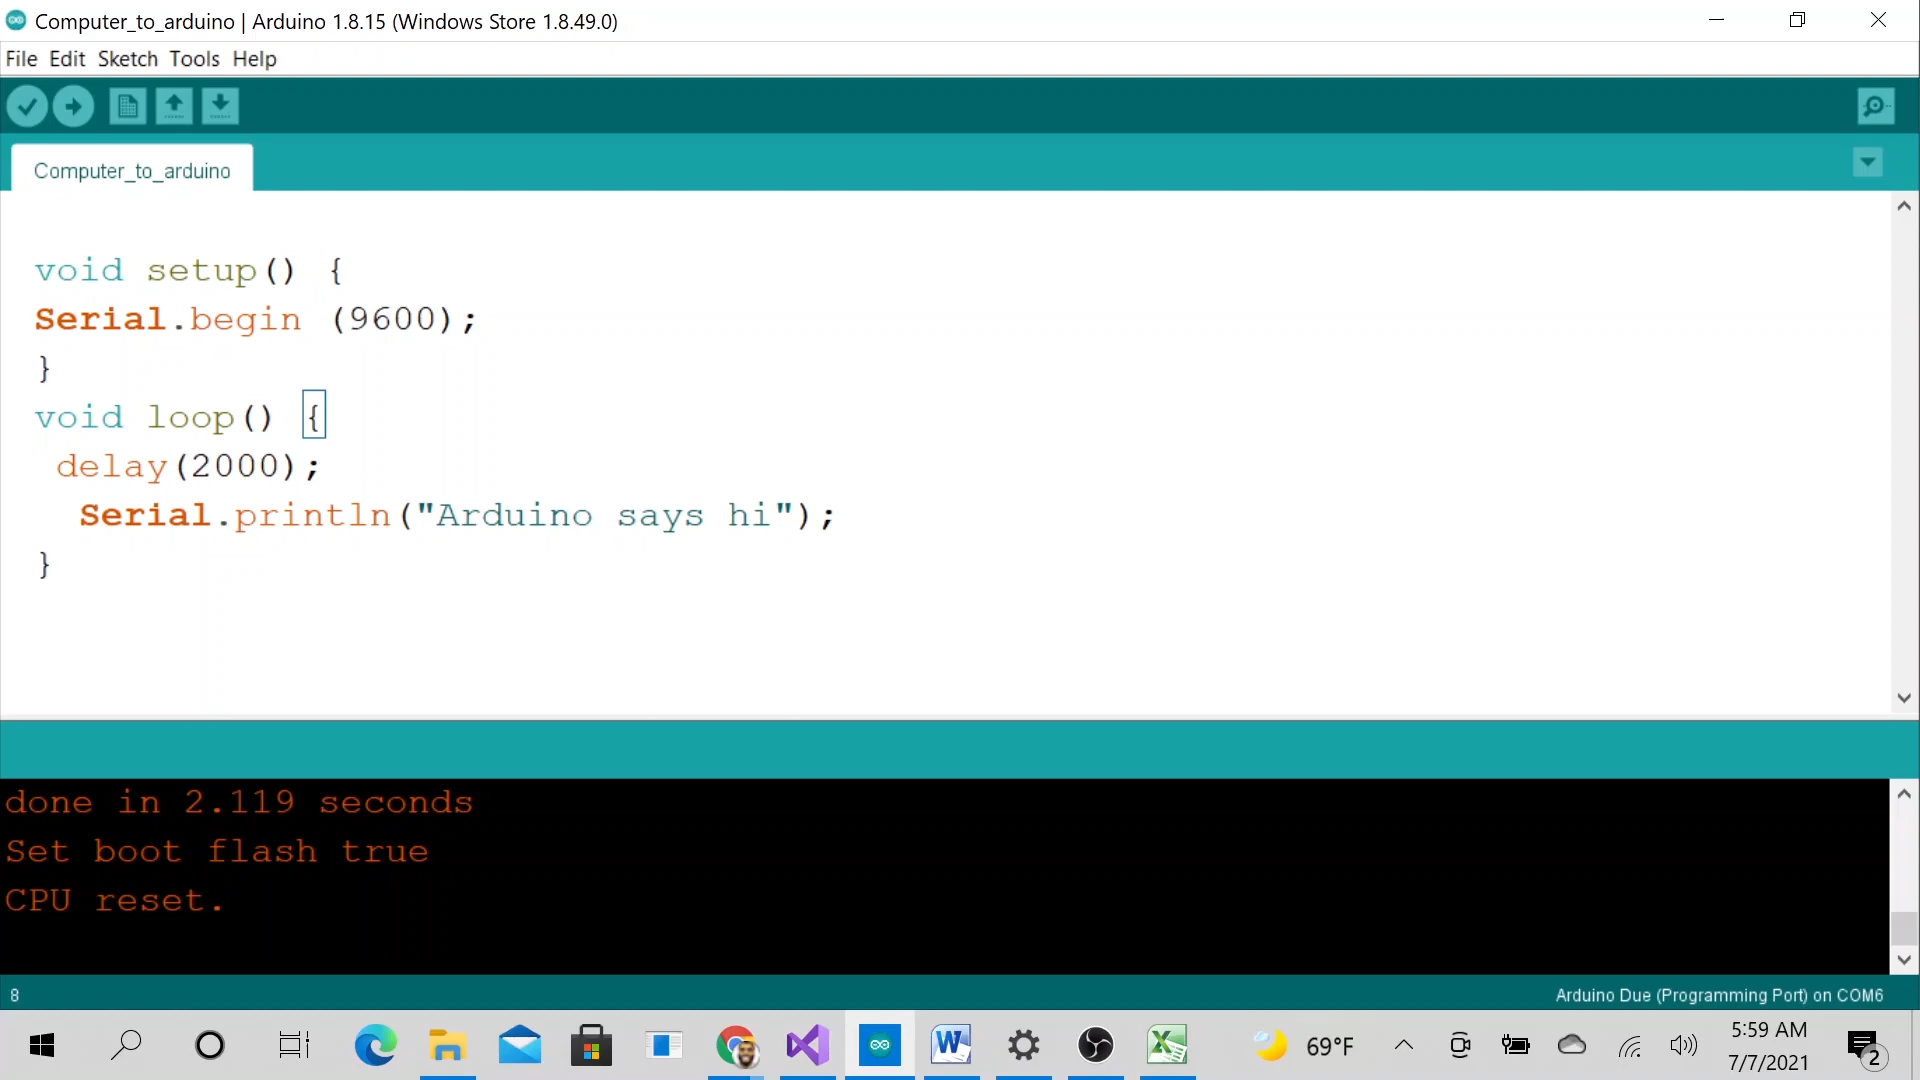 Computer_to_arduino | Arduino 1.8.15 (Windows Store 1.8.49.0)
File Edit Sketch Tools Help
Computer_to_arduino
void setup() {
Serial.begin (9600);
}
void loop() {
delay(2000);
Serial.println("Arduino says hi");
}
done in 2.119 seconds
Set boot flash true
CPU reset.
8
Arduino Due (Programming Port) on COM6
69°F
5:59 AM
7/7/2021
2